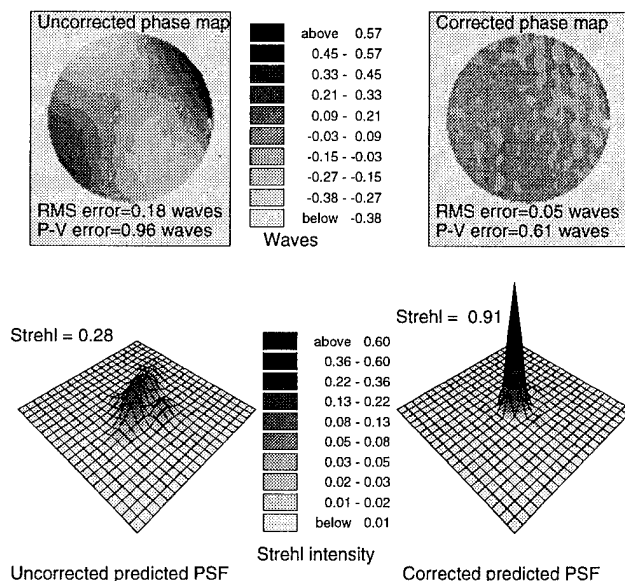 Uncorrected phase map
RMS error=0.18 waves
P-V error=0.96 waves
above 0.57
0.45 - 0.57
0.33 - 0.45
0.21 - 0.33
0.09 - 0.21
-0.03 - 0.09
-0.15 - -0.03
-0.27 - -0.15
-0.38 - -0.27
below -0.38
Waves
Corrected phase map
RMS error=0.05 waves
P-V error=0.61 waves
Strehl = 0.28
above 0.60
0.36 - 0.60
0.22 - 0.36
0.13 - 0.22
0.08 - 0.13
0.05 - 0.08
0.03 - 0.05
0.02 - 0.03
0.01 - 0.02
below 0.01
Strehl intensity
Strehl = 0.91
Uncorrected predicted PSF
Corrected predicted PSF